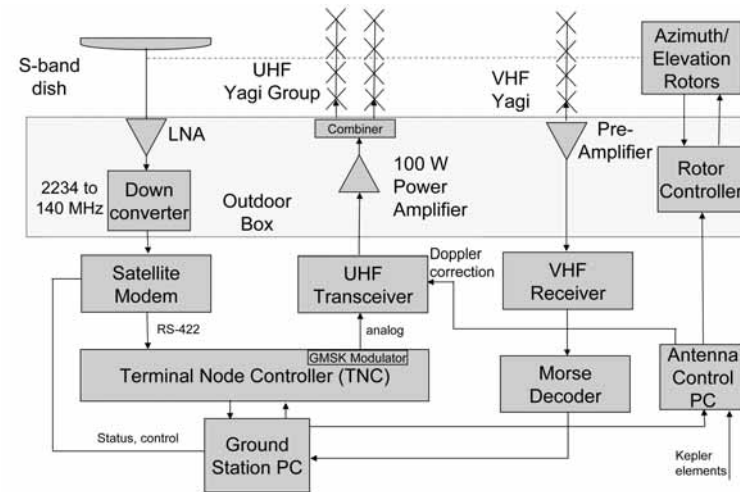 S-band
dish
UHF
Yagi Group
VHF
Yagi
Azimuth/
Elevation
Rotors
LNA
Combiner
Pre-
Amplifier
2234 to
140 MHz
Down
converter
Outdoor
Box
100 W
Power
Amplifier
Rotor
Controller
Satellite
Modem
UHF
Transceiver
Doppler
correction
VHF
Receiver
RS-422
analog
GMSK Modulator
Terminal Node Controller (TNC)
Morse
Decoder
Antenna
Control
PC
Status, control
Ground
Station PC
Kepler
elements